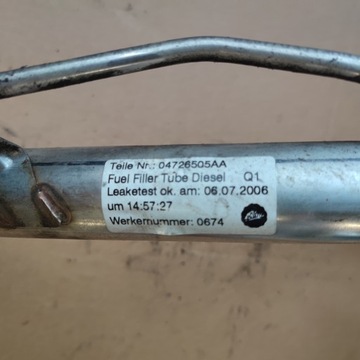 Teile Nr.: 04726505AA
Fuel Filler Tube Diesel Q1
Leaketest ok. am: 06.07.2006
um 14:57:27
Werkernummer: 0674